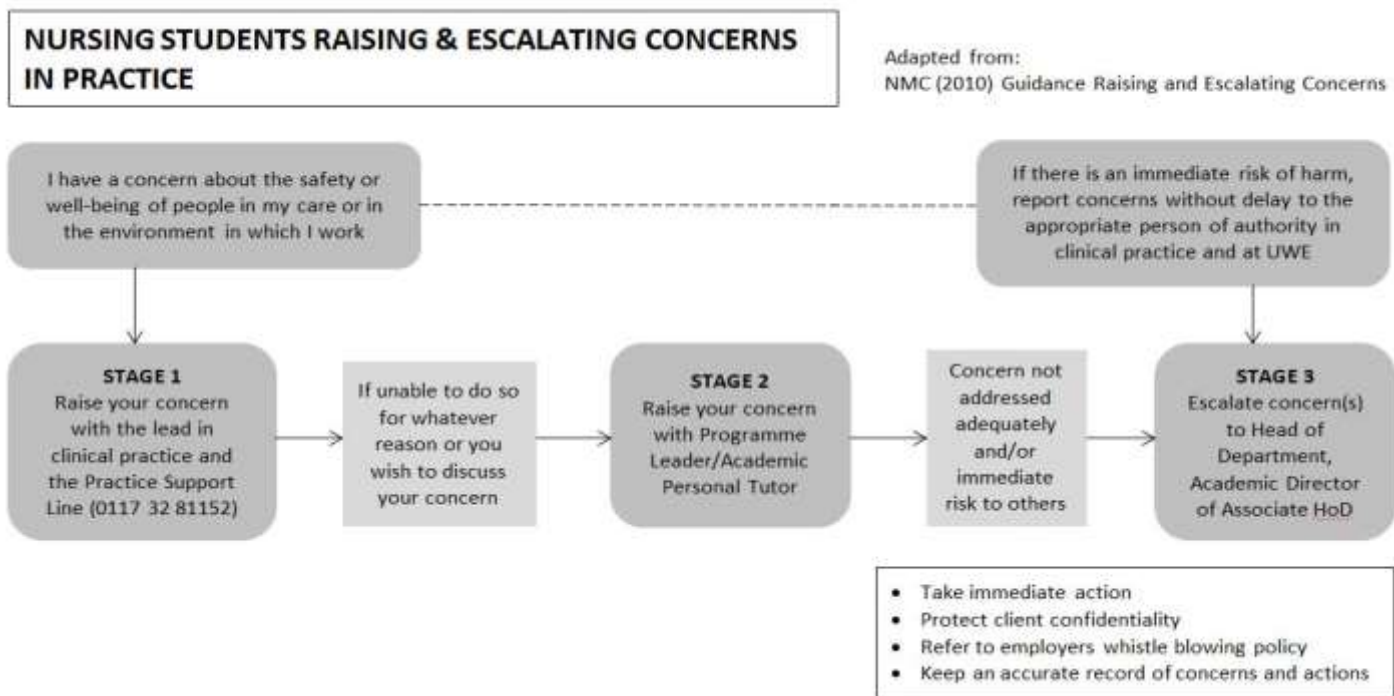 NURSING STUDENTS RAISING & ESCALATING CONCERNS
IN PRACTICE
Adapted from:
NMC (2010) Guidance Raising and Escalating Concerns
I have a concern about the safety or
well-being of people in my care or in
the environment in which I work
If there is an immediate risk of harm,
report concerns without delay to the
appropriate person of authority in
clinical practice and at UWE
STAGE 1
Raise your concern
with the lead in
clinical practice and
the Practice Support
Line (0117 32 81152)
If unable to do so
for whatever
reason or you
wish to discuss
your concern
STAGE 2
Raise your concern
with Programme
Leader/Academic
Personal Tutor
Concern not
addressed
adequately
and/or
immediate
risk to others
STAGE 3
Escalate concern(s)
to Head of
Department,
Academic Director
of Associate HoD
• Take immediate action
• Protect client confidentiality
• Refer to employers whistle blowing policy
• Keep an accurate record of concerns and actions